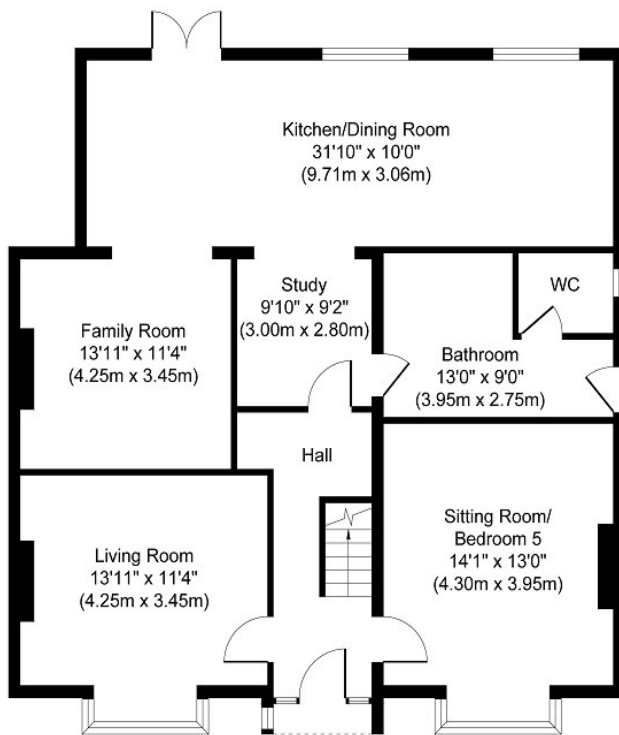 Kitchen/Dining Room
31'10" x 10'0"
(9.71m x 3.06m)
Study
9'10" x 9'2"
(3.00m x 2.80m)
WC
Family Room
13'11" x 11'4"
(4.25m x 3.45m)
Bathroom
13'0" x 9'0"
(3.95m x 2.75m)
Hall
Living Room
13'11" x 11'4"
(4.25m x 3.45m)
Sitting Room/
Bedroom 5
14'1" x 13'0"
(4.30m x 3.95m)